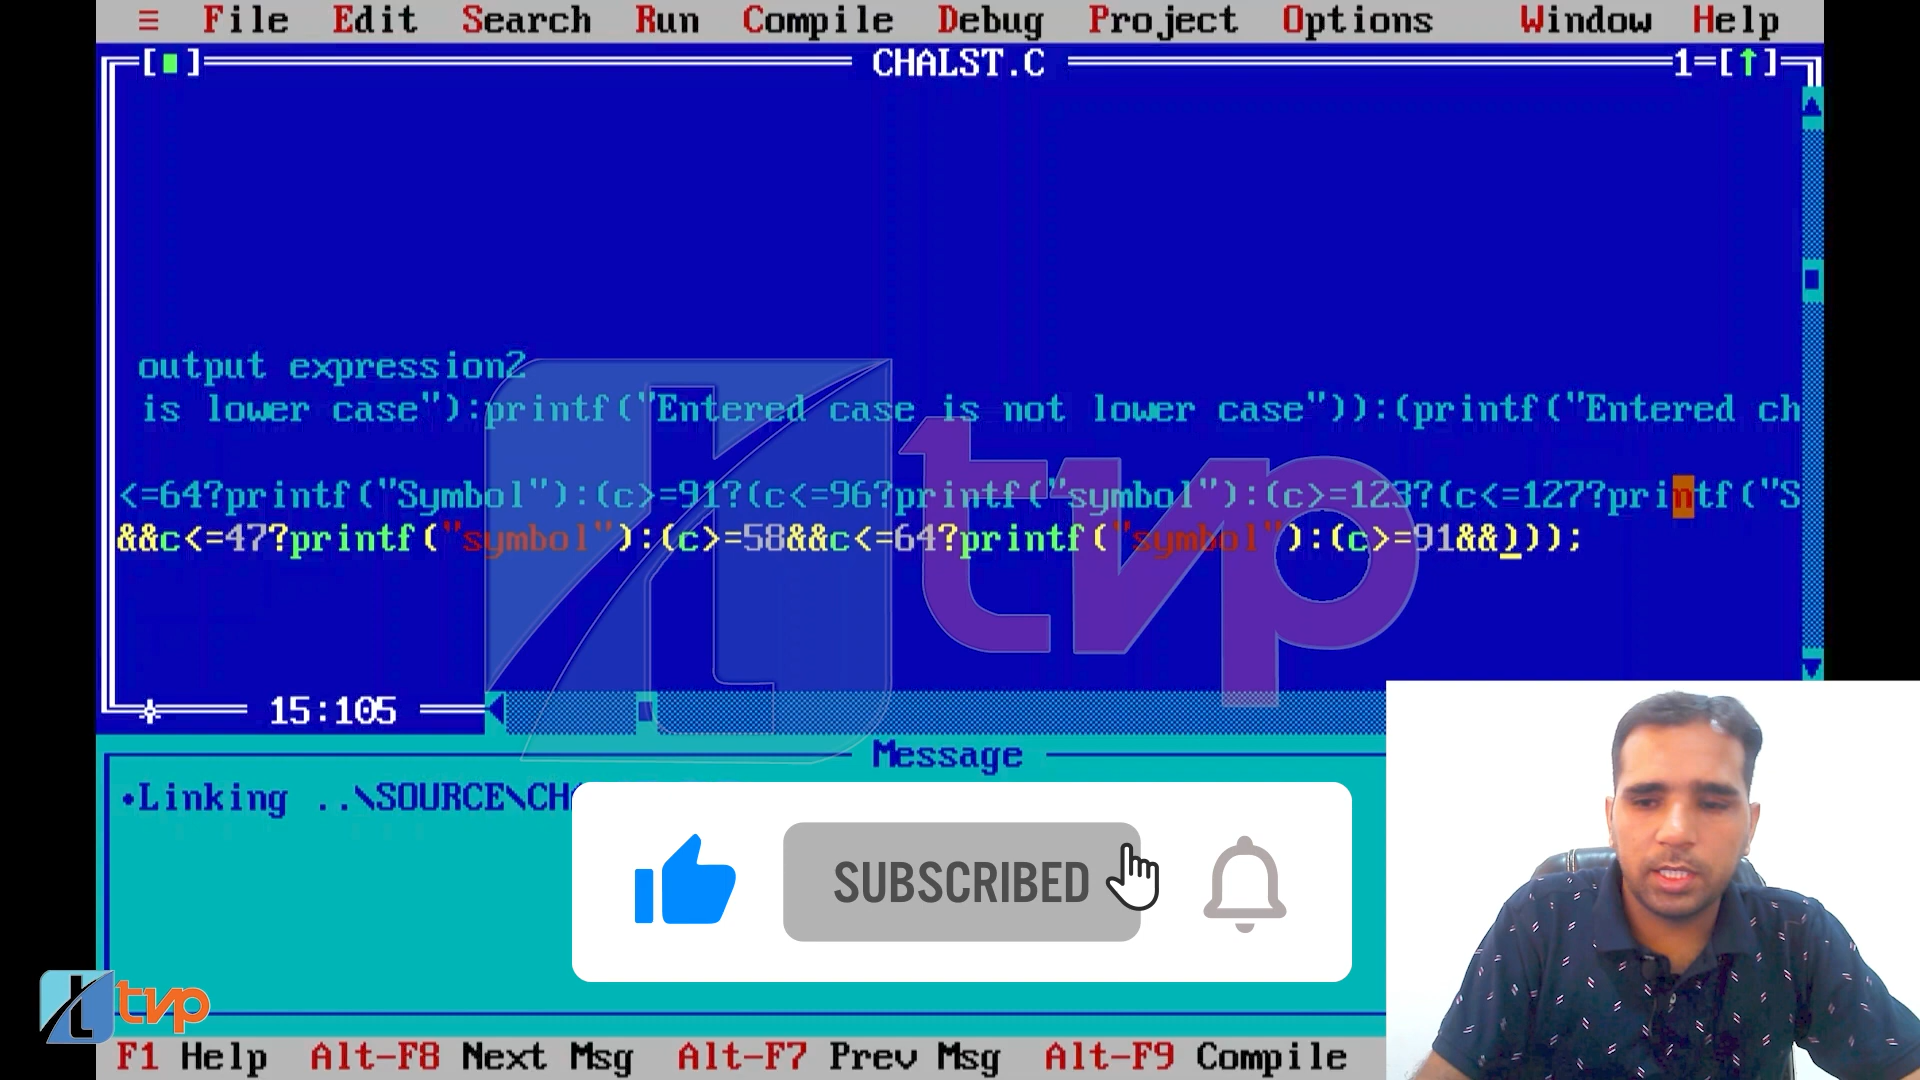 ≡ File Edit Search Run Compile Debug Project Options Window Help
[■] CHALST.C 1=[↑]
output expression2
is lower case"):printf("Entered case is not lower case")):(printf("Entered ch
<=64?printf("Symbol"):(c>=91?(c<=96?printf("symbol"):(c>=123?(c<=127?printf("S
&&c<=47?printf("symbol"):(c>=58&&c<=64?printf("symbol"):(c>=91&&)));
tvp
15:105
Message
•Linking ..\SOURCE\CH
SUBSCRIBED
tvp
F1 Help Alt-F8 Next Msg Alt-F7 Prev Msg Alt-F9 Compile